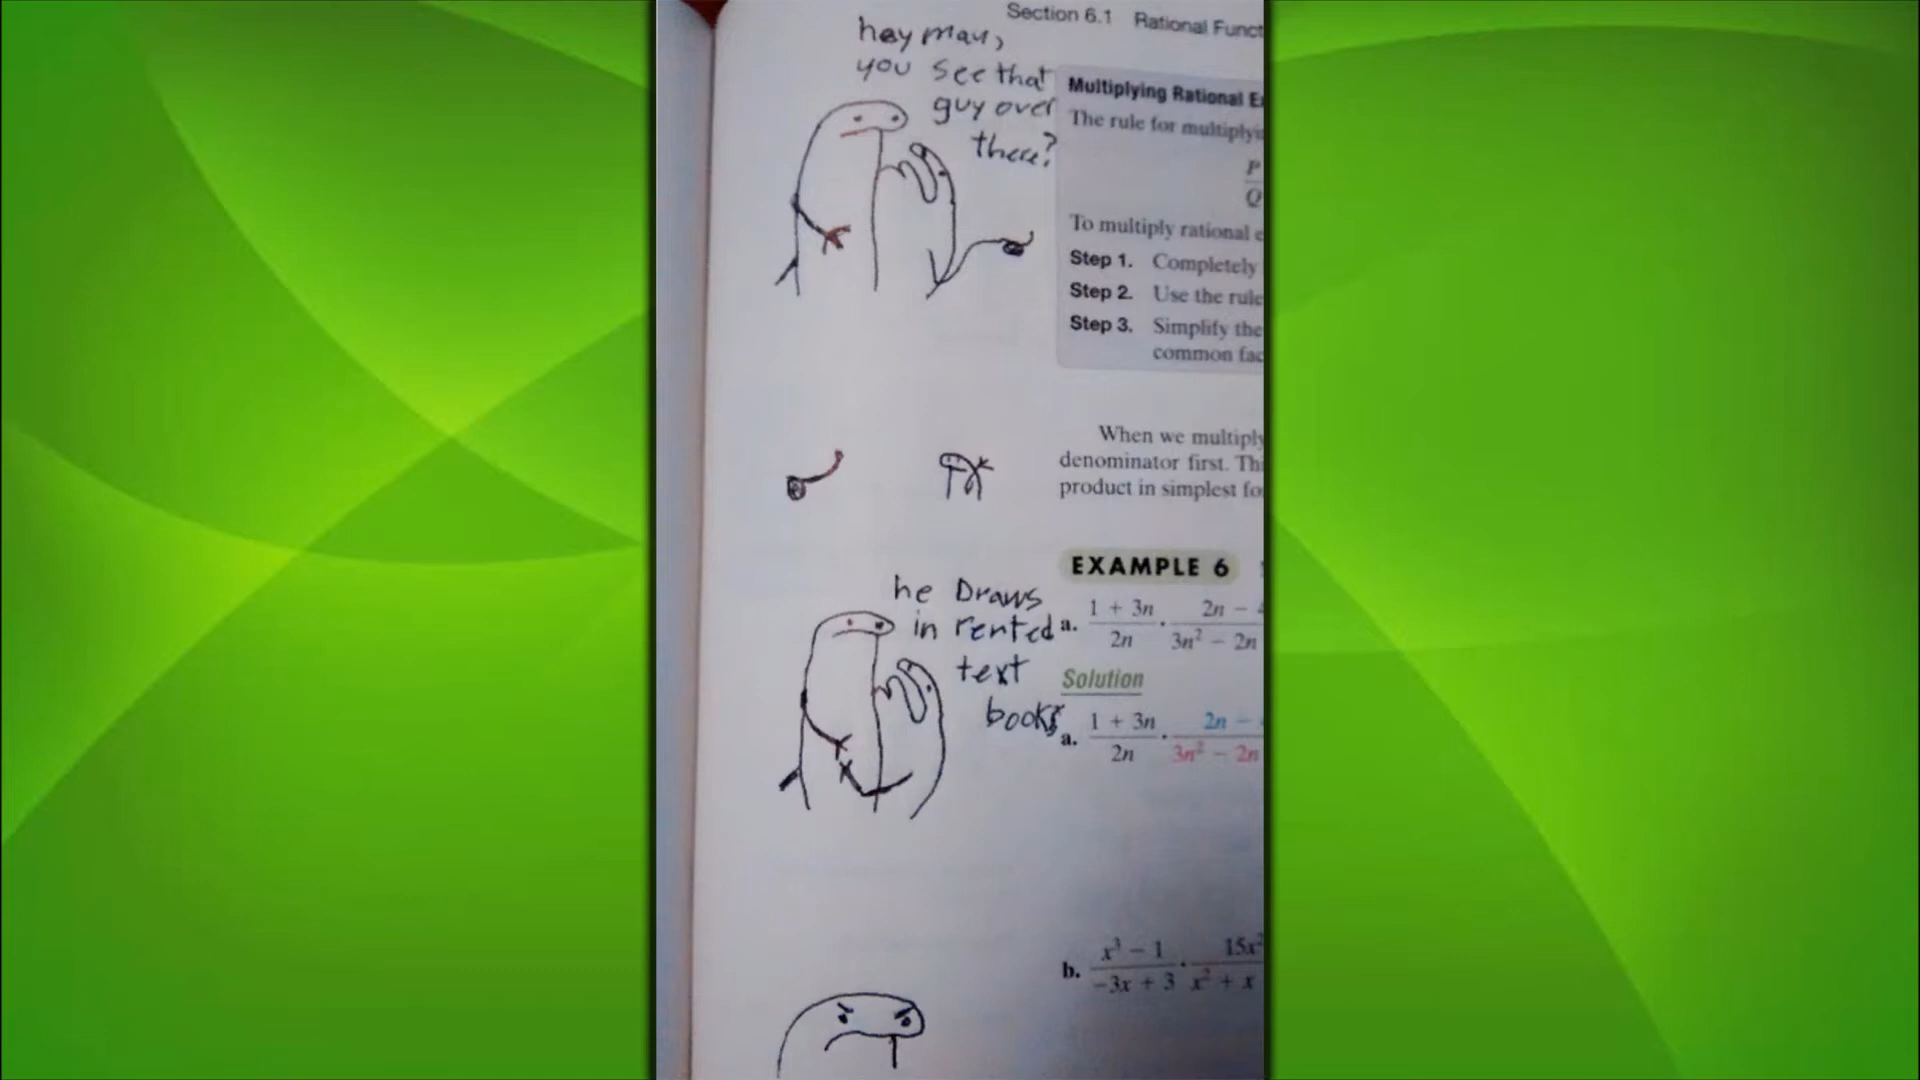 Section 6.1 Rational Funct
hey man,
you see that
guy over
there?
Multiplying Rational E
The rule for multiplyi
P
Q
To multiply rational e
Step 1. Completely
Step 2. Use the rule
Step 3. Simplify the
common fac
When we multiply
denominator first. Thi
product in simplest fo
EXAMPLE 6
he Draws
in rented
text
books
a. 1 + 3n / 2n · 2n − / 3n² − 2n
Solution
a. 1 + 3n / 2n · 2n − / 3n² − 2n
b. x³ − 1 / −3x + 3 · 15x² / x² + x